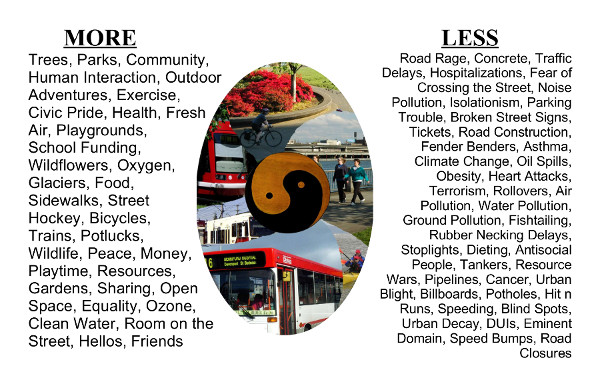 MORE
Trees, Parks, Community,
Human Interaction, Outdoor
Adventures, Exercise,
Civic Pride, Health, Fresh
Air, Playgrounds,
School Funding,
Wildflowers, Oxygen,
Glaciers, Food,
Sidewalks, Street
Hockey, Bicycles,
Trains, Potlucks,
Wildlife, Peace, Money,
Playtime, Resources,
Gardens, Sharing, Open
Space, Equality, Ozone,
Clean Water, Room on the
Street, Hellos, Friends
LESS
Road Rage, Concrete, Traffic
Delays, Hospitalizations, Fear of
Crossing the Street, Noise
Pollution, Isolationism, Parking
Trouble, Broken Street Signs,
Tickets, Road Construction,
Fender Benders, Asthma,
Climate Change, Oil Spills,
Obesity, Heart Attacks,
Terrorism, Rollovers, Air
Pollution, Water Pollution,
Ground Pollution, Fishtailing,
Rubber Necking Delays,
Stoplights, Dieting, Antisocial
People, Tankers, Resource
Wars, Pipelines, Cancer, Urban
Blight, Billboards, Potholes, Hit n
Runs, Speeding, Blind Spots,
Urban Decay, DUIs, Eminent
Domain, Speed Bumps, Road
Closures
6